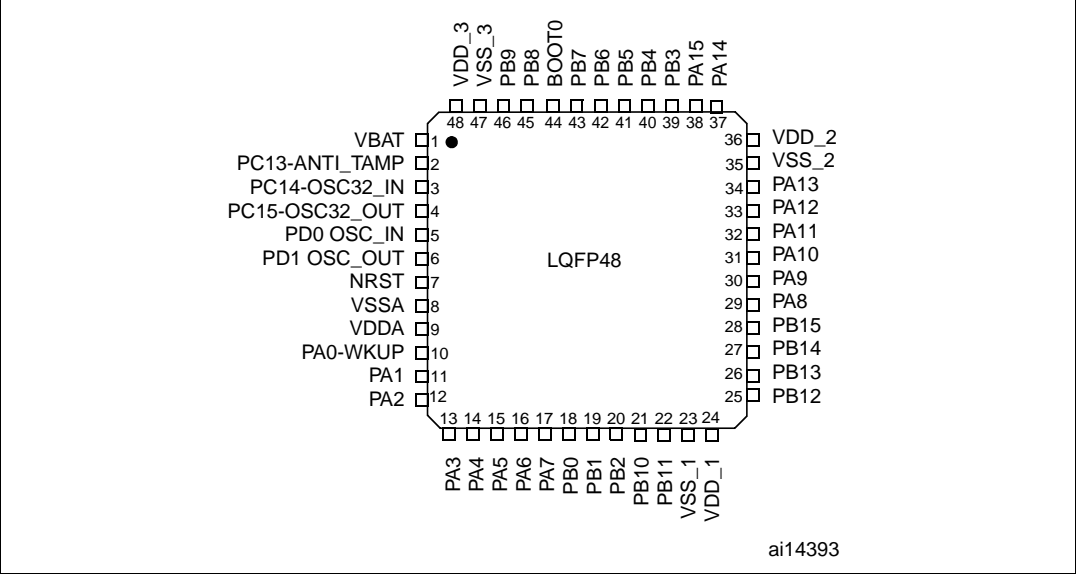 VDD_3
VSS_3
PB9
PB8
BOOT0
PB7
PB6
PB5
PB4
PB3
PA15
PA14
48 47 46 45 44 43 42 41 40 39 38 37
VBAT 1
PC13-ANTI_TAMP 2
PC14-OSC32_IN 3
PC15-OSC32_OUT 4
PD0 OSC_IN 5
PD1 OSC_OUT 6
NRST 7
VSSA 8
VDDA 9
PA0-WKUP 10
PA1 11
PA2 12
LQFP48
36 VDD_2
35 VSS_2
34 PA13
33 PA12
32 PA11
31 PA10
30 PA9
29 PA8
28 PB15
27 PB14
26 PB13
25 PB12
13 14 15 16 17 18 19 20 21 22 23 24
PA3
PA4
PA5
PA6
PA7
PB0
PB1
PB2
PB10
PB11
VSS_1
VDD_1
ai14393